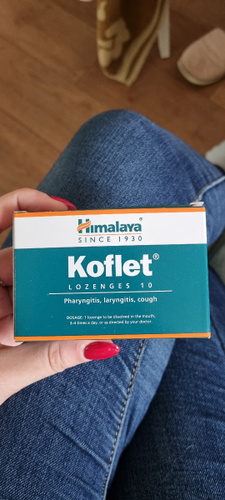 Himalaya®
SINCE 1930
Koflet®
LOZENGES 10
Pharyngitis, laryngitis, cough
DOSAGE: 1 lozenge to be dissolved in the mouth,
3-4 times a day, or as directed by your doctor.